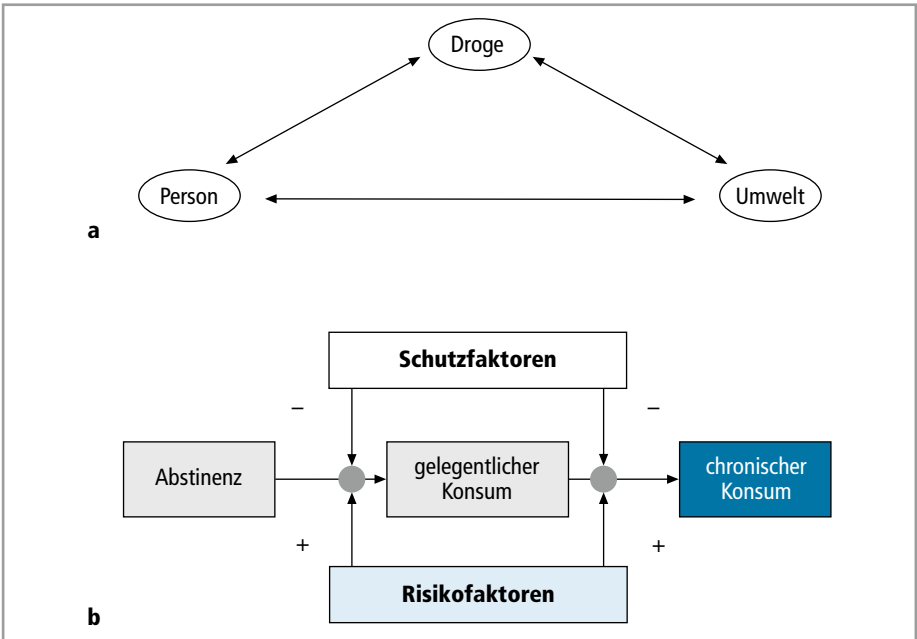 Droge
Person
Umwelt
a
Schutzfaktoren
– –
Abstinenz
gelegentlicher
Konsum
chronischer
Konsum
+ +
Risikofaktoren
b